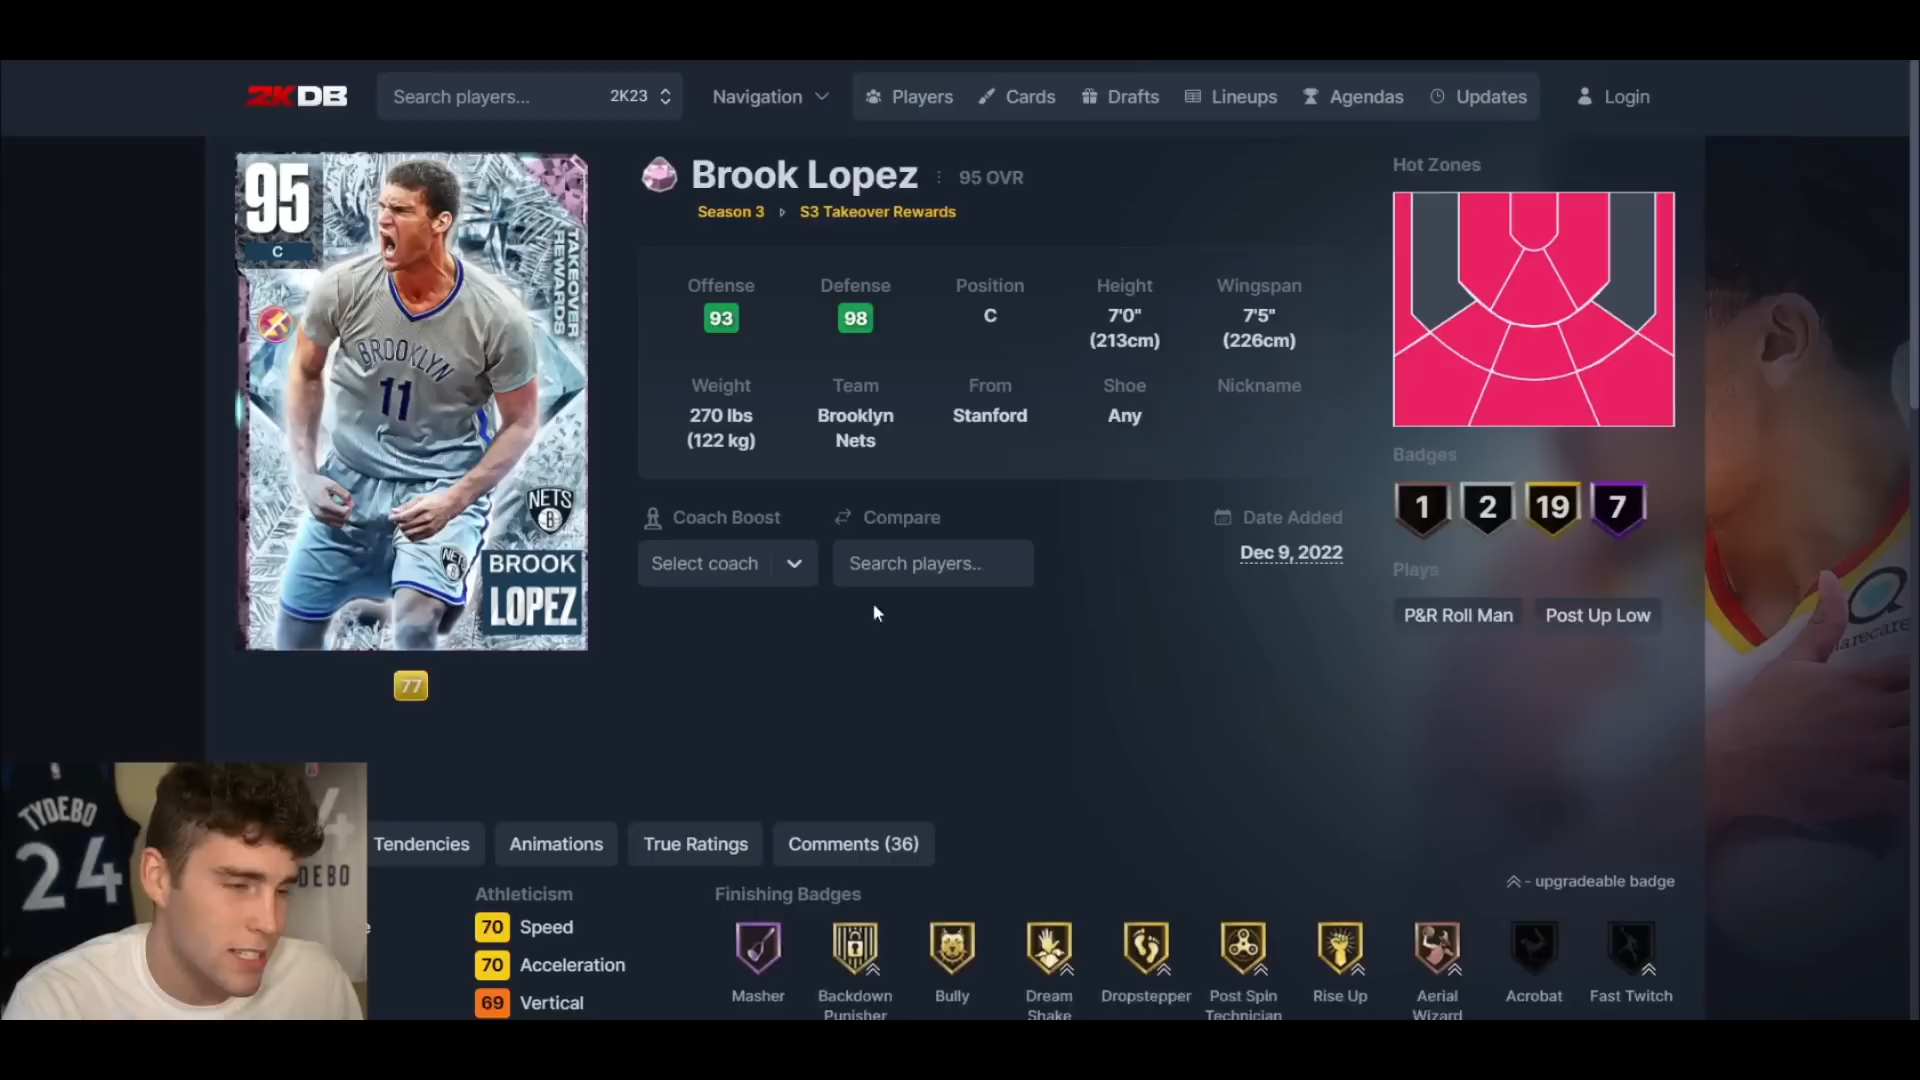 2KDB
Search players...
2K23
Navigation
Players
Cards
Drafts
Lineups
Agendas
Updates
Login
95
C
TAKEOVER
REWARDS
BROOKLYN
11
NETS
B
NETS
BROOK
LOPEZ
77
Brook Lopez
95 OVR
Season 3
S3 Takeover Rewards
Offense
Defense
Position
Height
Wingspan
93
98
C
7'0"
(213cm)
7'5"
(226cm)
Weight
Team
From
Shoe
Nickname
270 lbs
(122 kg)
Brooklyn
Nets
Stanford
Any
Coach Boost
Compare
Date Added
Select coach
Search players..
Dec 9, 2022
Hot Zones
Badges
1
2
19
7
Plays
P&R Roll Man
Post Up Low
arecare
TYDEBO
24
4
DEBO
Tendencies
Animations
True Ratings
Comments (36)
- upgradeable badge
Athleticism
70 Speed
70 Acceleration
69 Vertical
Finishing Badges
Masher
Backdown
Punisher
Bully
Dream
Shake
Dropstepper
Post Spin
Technician
Rise Up
Aerial
Wizard
Acrobat
Fast Twitch